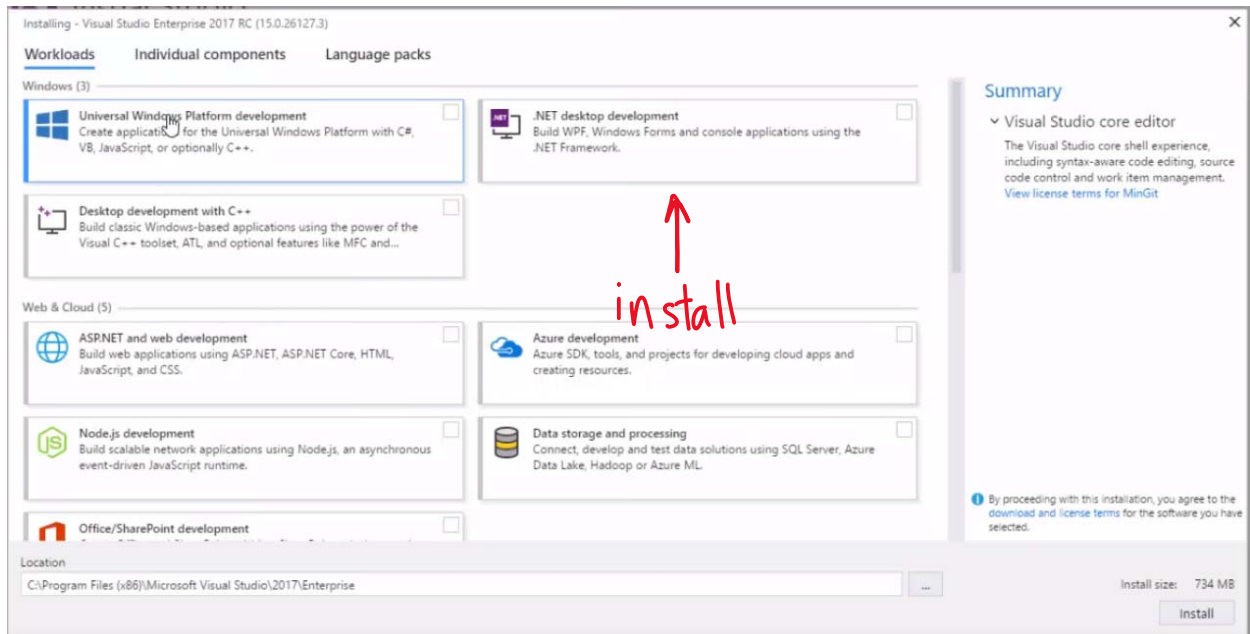 Installing - Visual Studio Enterprise 2017 RC (15.0.26127.3)
Workloads Individual components Language packs
Windows (3)
Universal Windows Platform development
Create applicati for the Universal Windows Platform with C#,
VB, JavaScript, or optionally C++.
.NET
.NET desktop development
Build WPF, Windows Forms and console applications using the
.NET Framework.
Desktop development with C++
Build classic Windows-based applications using the power of the
Visual C++ toolset, ATL, and optional features like MFC and...
install
Web & Cloud (5)
ASP.NET and web development
Build web applications using ASP.NET, ASP.NET Core, HTML,
JavaScript, and CSS.
Azure development
Azure SDK, tools, and projects for developing cloud apps and
creating resources.
JS
Node.js development
Build scalable network applications using Node.js, an asynchronous
event-driven JavaScript runtime.
Data storage and processing
Connect, develop and test data solutions using SQL Server, Azure
Data Lake, Hadoop or Azure ML.
Office/SharePoint development
Summary
Visual Studio core editor
The Visual Studio core shell experience,
including syntax-aware code editing, source
code control and work item management.
View license terms for MinGit
By proceeding with this installation, you agree to the
download and license terms for the software you have
selected.
Location
C:\Program Files (x86)\Microsoft Visual Studio\2017\Enterprise
...
Install size: 734 MB
Install